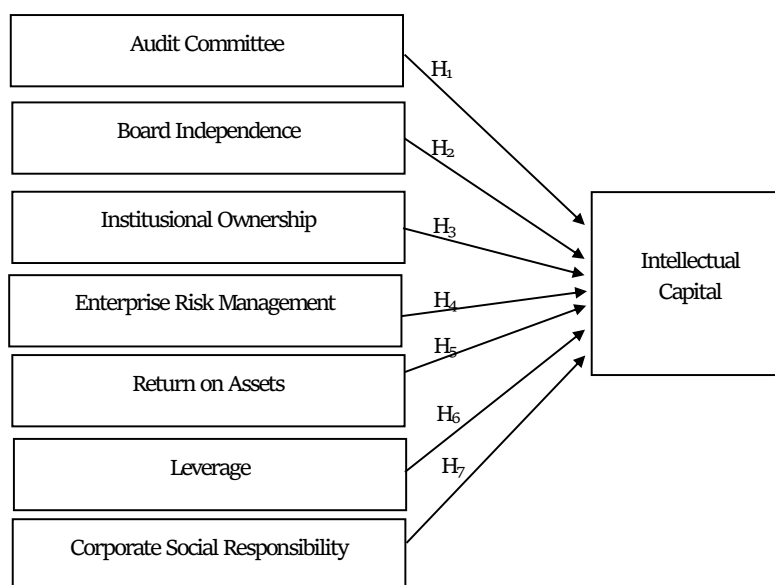 Audit Committee
H₁
Board Independence
H₂
Institusional Ownership
H₃
Intellectual
Capital
Enterprise Risk Management
H₄
Return on Assets
H₅
Leverage
H₆
H₇
Corporate Social Responsibility